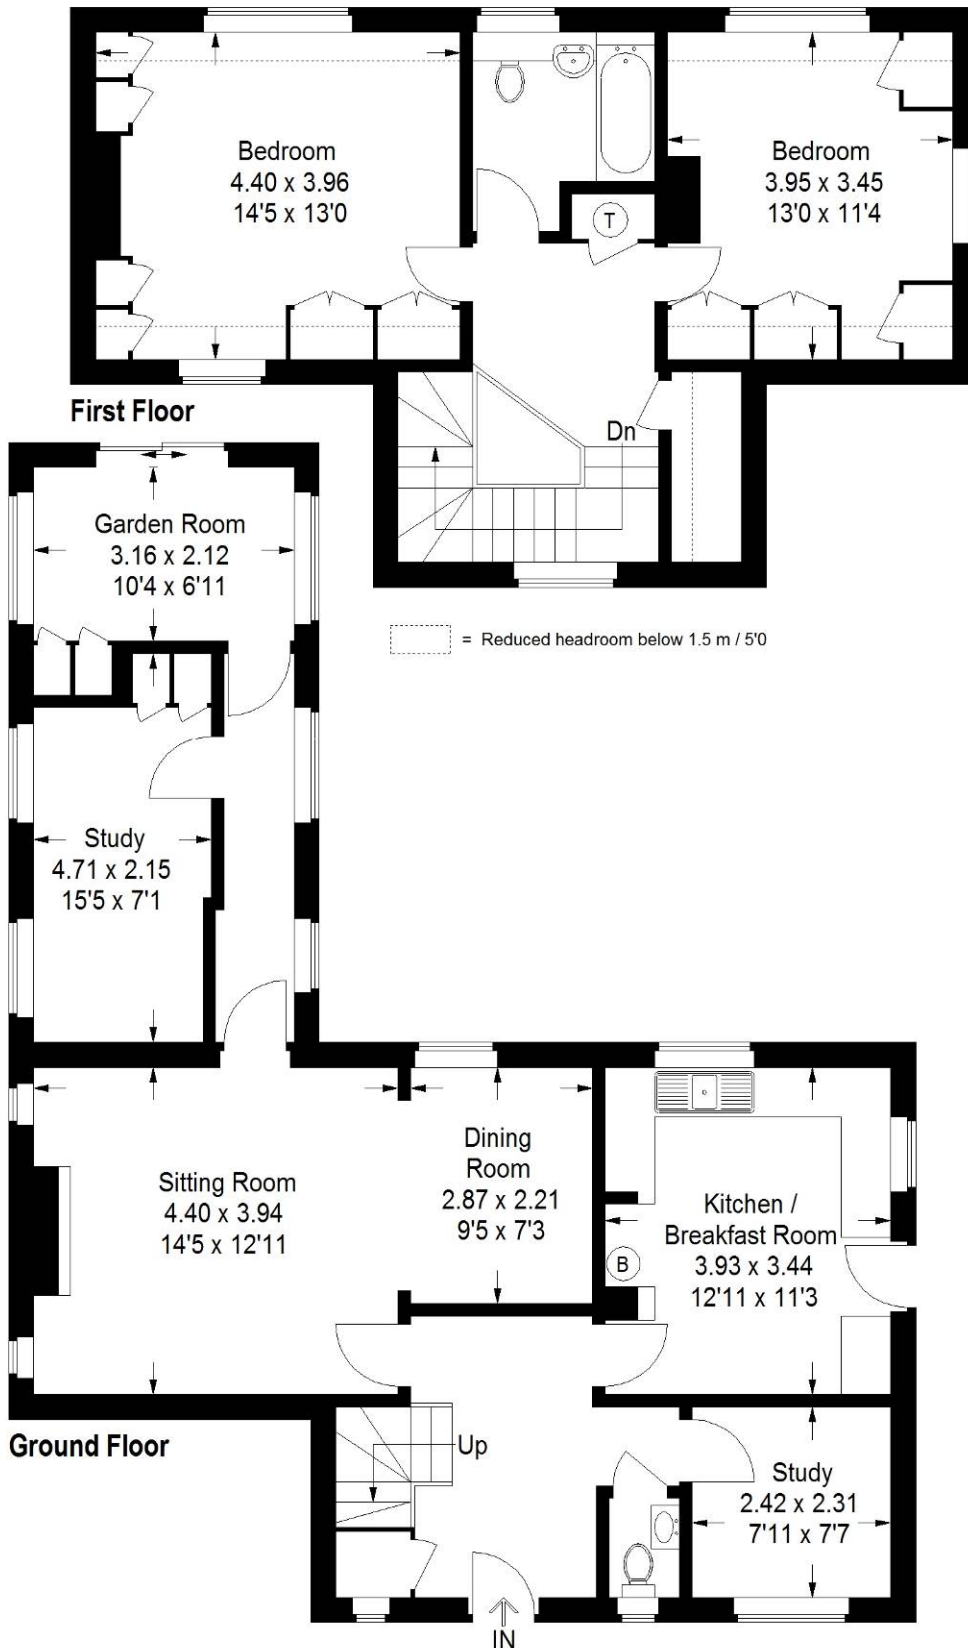 Bedroom
4.40 x 3.96
14'5 x 13'0
Bedroom
3.95 x 3.45
13'0 x 11'4
T
Dn
First Floor
Garden Room
3.16 x 2.12
10'4 x 6'11
= Reduced headroom below 1.5 m / 5'0
Study
4.71 x 2.15
15'5 x 7'1
Sitting Room
4.40 x 3.94
14'5 x 12'11
Dining
Room
2.87 x 2.21
9'5 x 7'3
Kitchen /
Breakfast Room
3.93 x 3.44
12'11 x 11'3
B
Ground Floor
Up
Study
2.42 x 2.31
7'11 x 7'7
IN